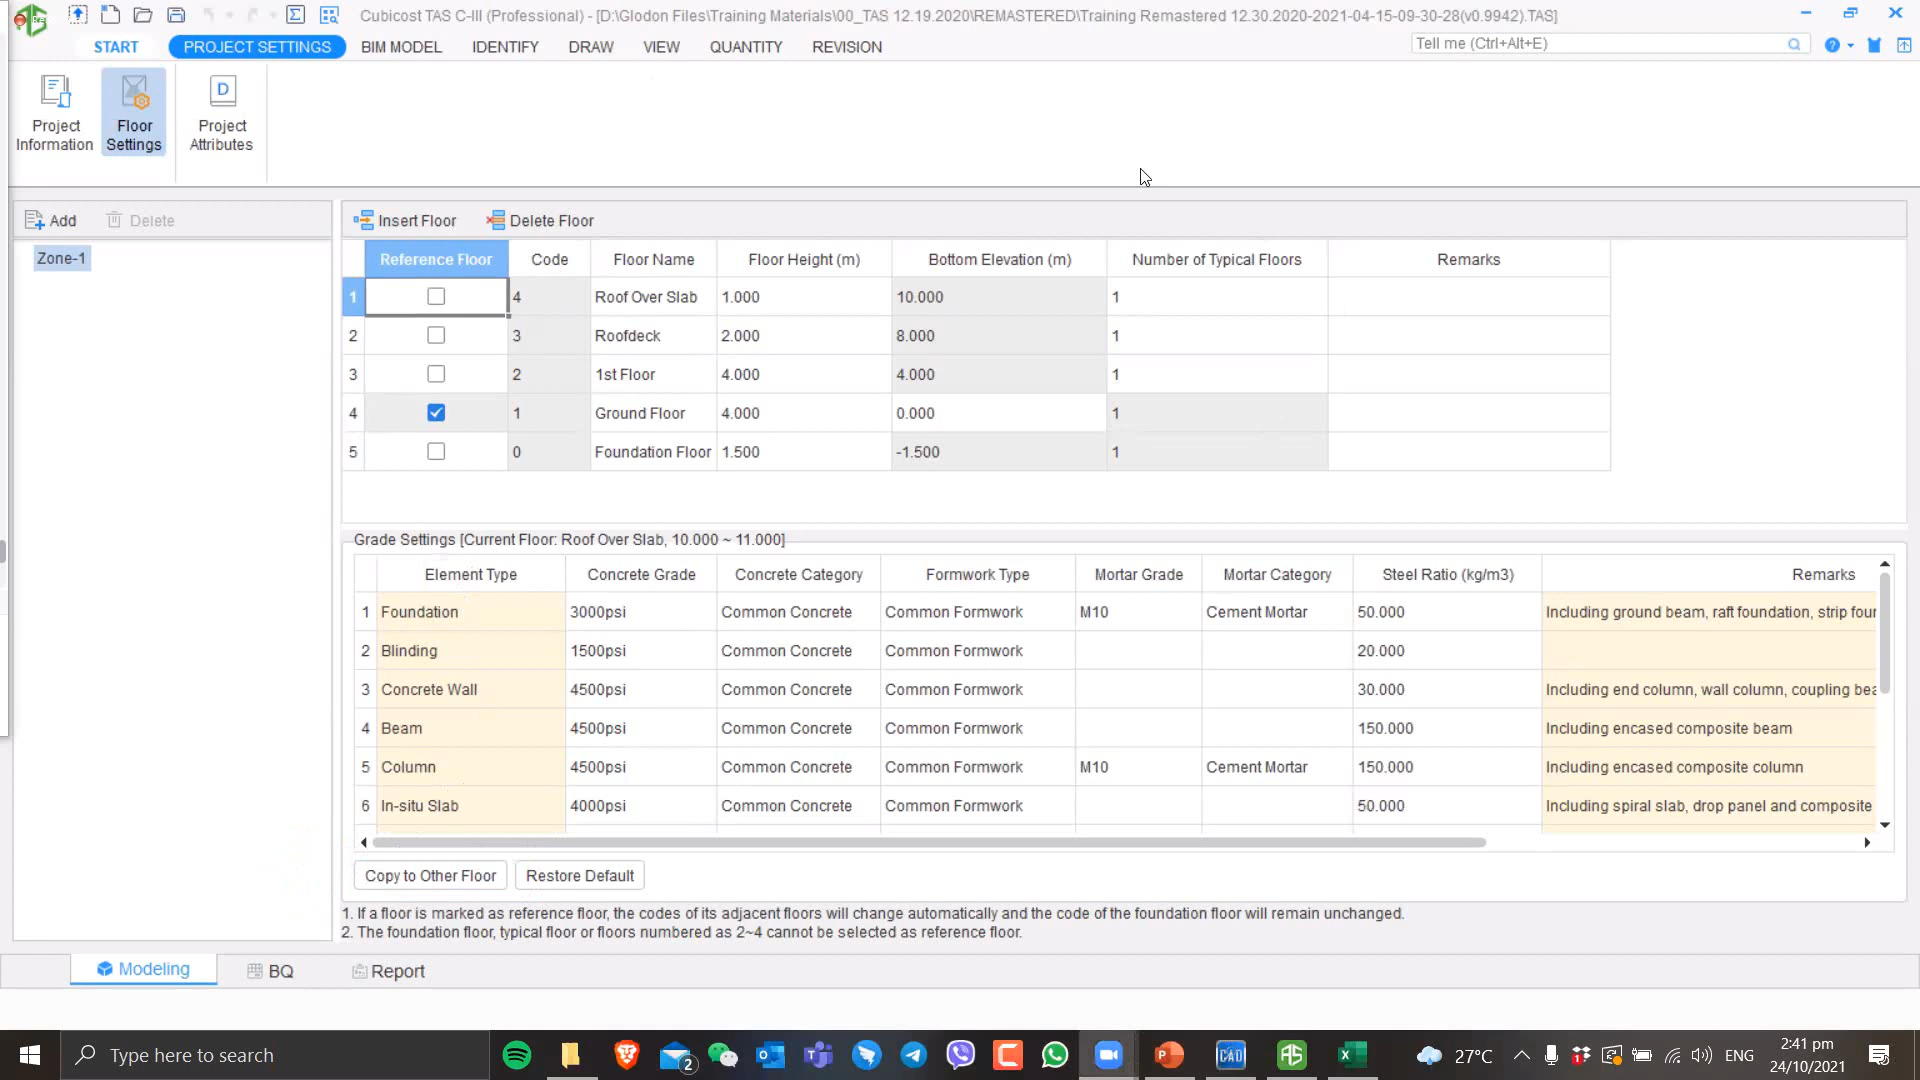 Cubicost TAS C-III (Professional) - [D:\Glodon Files\Training Materials\00_TAS 12.19.2020\REMASTERED\Training Remastered 12.30.2020-2021-04-15-09-30-28(v0.9942).TAS]
START PROJECT SETTINGS BIM MODEL IDENTIFY DRAW VIEW QUANTITY REVISION Tell me (Ctrl+Alt+E)
Project Information
Floor Settings
Project Attributes
Add Delete
Zone-1
Insert Floor Delete Floor
Reference Floor Code Floor Name Floor Height (m) Bottom Elevation (m) Number of Typical Floors Remarks
1 4 Roof Over Slab 1.000 10.000 1
2 3 Roofdeck 2.000 8.000 1
3 2 1st Floor 4.000 4.000 1
4 1 Ground Floor 4.000 0.000 1
5 0 Foundation Floor 1.500 -1.500 1
Grade Settings [Current Floor: Roof Over Slab, 10.000 ~ 11.000]
Element Type Concrete Grade Concrete Category Formwork Type Mortar Grade Mortar Category Steel Ratio (kg/m3) Remarks
1 Foundation 3000psi Common Concrete Common Formwork M10 Cement Mortar 50.000 Including ground beam, raft foundation, strip four
2 Blinding 1500psi Common Concrete Common Formwork 20.000
3 Concrete Wall 4500psi Common Concrete Common Formwork 30.000 Including end column, wall column, coupling bea
4 Beam 4500psi Common Concrete Common Formwork 150.000 Including encased composite beam
5 Column 4500psi Common Concrete Common Formwork M10 Cement Mortar 150.000 Including encased composite column
6 In-situ Slab 4000psi Common Concrete Common Formwork 50.000 Including spiral slab, drop panel and composite
Copy to Other Floor Restore Default
1. If a floor is marked as reference floor, the codes of its adjacent floors will change automatically and the code of the foundation floor will remain unchanged.
2. The foundation floor, typical floor or floors numbered as 2~4 cannot be selected as reference floor.
Modeling BQ Report
Type here to search 2 27°C ENG 2:41 pm
24/10/2021